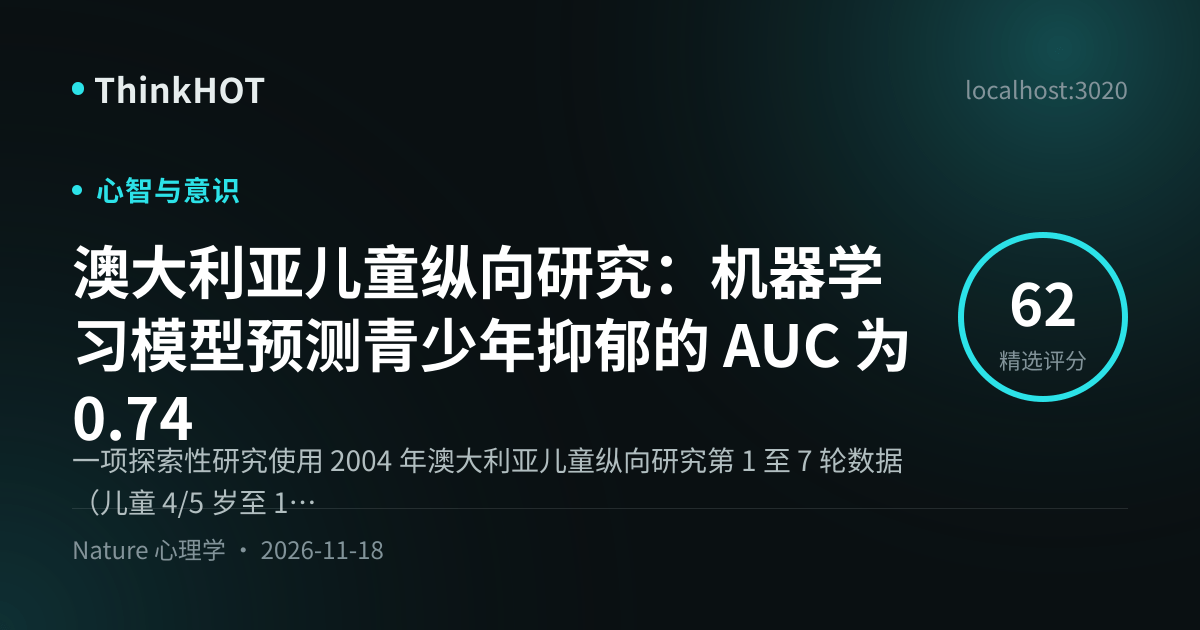 ThinkHOT
localhost:3020
心智与意识
澳大利亚儿童纵向研究：机器学
习模型预测青少年抑郁的 AUC 为
0.74
62
精选评分
一项探索性研究使用 2004 年澳大利亚儿童纵向研究第 1 至 7 轮数据
（儿童 4/5 岁至 1…
Nature 心理学 · 2026-11-18